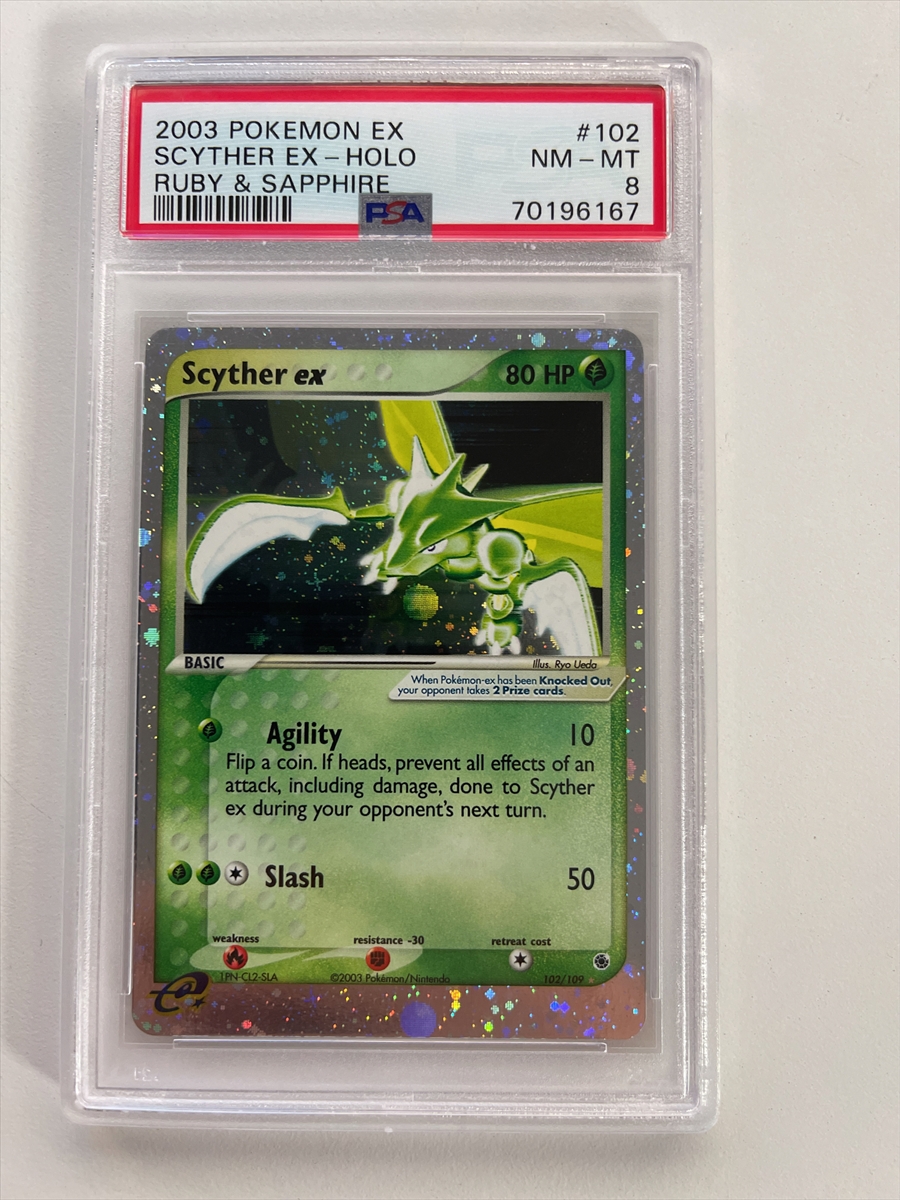 2003 POKEMON EX #102
SCYTHER EX - HOLO NM - MT
RUBY & SAPPHIRE 8
PSA 70196167
Scyther ex 80 HP
BASIC Illus. Ryo Ueda
When Pokémon-ex has been Knocked Out,
your opponent takes 2 Prize cards.
Agility 10
Flip a coin. If heads, prevent all effects of an
attack, including damage, done to Scyther
ex during your opponent's next turn.
Slash 50
weakness resistance -30 retreat cost
1PN-CL2-SLA ©2003 Pokémon/Nintendo 102/109
e